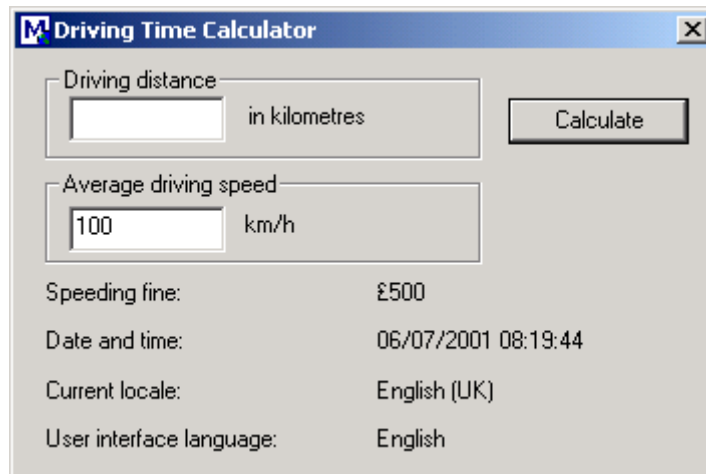 Driving Time Calculator
Driving distance
in kilometres
Calculate
Average driving speed
100 km/h
Speeding fine: £500
Date and time: 06/07/2001 08:19:44
Current locale: English (UK)
User interface language: English